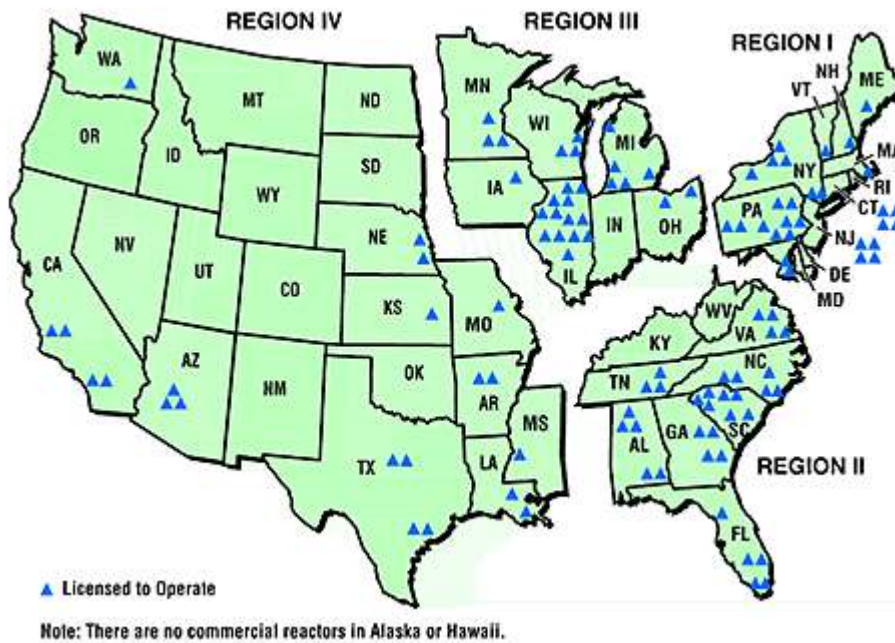 REGION IV
REGION III
REGION I
WA
MT
ND
OR
ID
SD
WY
NE
NV
CA
UT
CO
KS
AZ
NM
OK
TX
MO
AR
LA
MS
MN
WI
MI
IA
IL
IN
OH
NH
VT
ME
MA
NY
RI
CT
PA
NJ
DE
MD
WV
VA
KY
NC
TN
SC
AL
GA
REGION II
FL
Licensed to Operate
Note: There are no commercial reactors in Alaska or Hawaii.